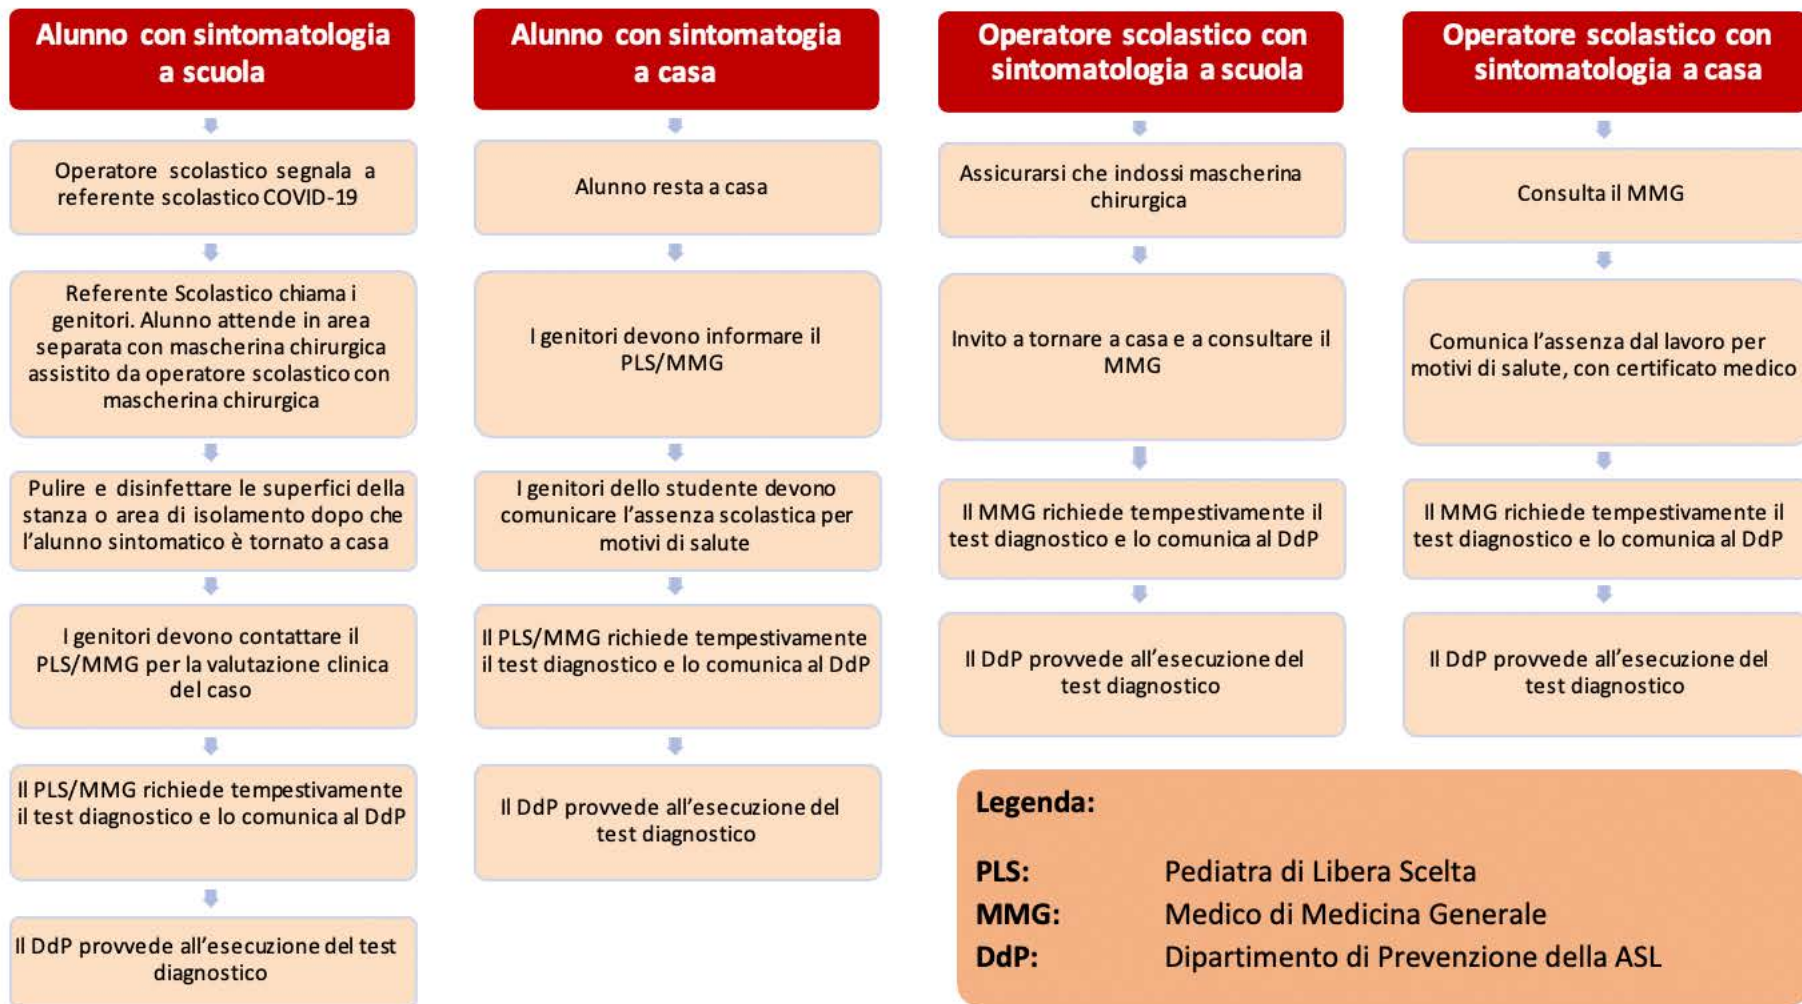 Alunno con sintomatologia
a scuola
Operatore scolastico segnala a
referente scolastico COVID-19
Referente Scolastico chiama i
genitori. Alunno attende in area
separata con mascherina chirurgica
assistito da operatore scolastico con
mascherina chirurgica
Pulire e disinfettare le superfici della
stanza o area di isolamento dopo che
l'alunno sintomatico è tornato a casa
I genitori devono contattare il
PLS/MMG per la valutazione clinica
del caso
Il PLS/MMG richiede tempestivamente
il test diagnostico e lo comunica al DdP
Il DdP provvede all'esecuzione del test
diagnostico
Alunno con sintomatogia
a casa
Alunno resta a casa
I genitori devono informare il
PLS/MMG
I genitori dello studente devono
comunicare l'assenza scolastica per
motivi di salute
Il PLS/MMG richiede tempestivamente
il test diagnostico e lo comunica al DdP
Il DdP provvede all'esecuzione del
test diagnostico
Operatore scolastico con
sintomatologia a scuola
Assicurarsi che indossi mascherina
chirurgica
Invito a tornare a casa e a consultare il
MMG
Il MMG richiede tempestivamente il
test diagnostico e lo comunica al DdP
Il DdP provvede all'esecuzione del
test diagnostico
Operatore scolastico con
sintomatologia a casa
Consulta il MMG
Comunica l'assenza dal lavoro per
motivi di salute, con certificato medico
Il MMG richiede tempestivamente il
test diagnostico e lo comunica al DdP
Il DdP provvede all'esecuzione del
test diagnostico
Legenda:
PLS: Pediatra di Libera Scelta
MMG: Medico di Medicina Generale
DdP: Dipartimento di Prevenzione della ASL